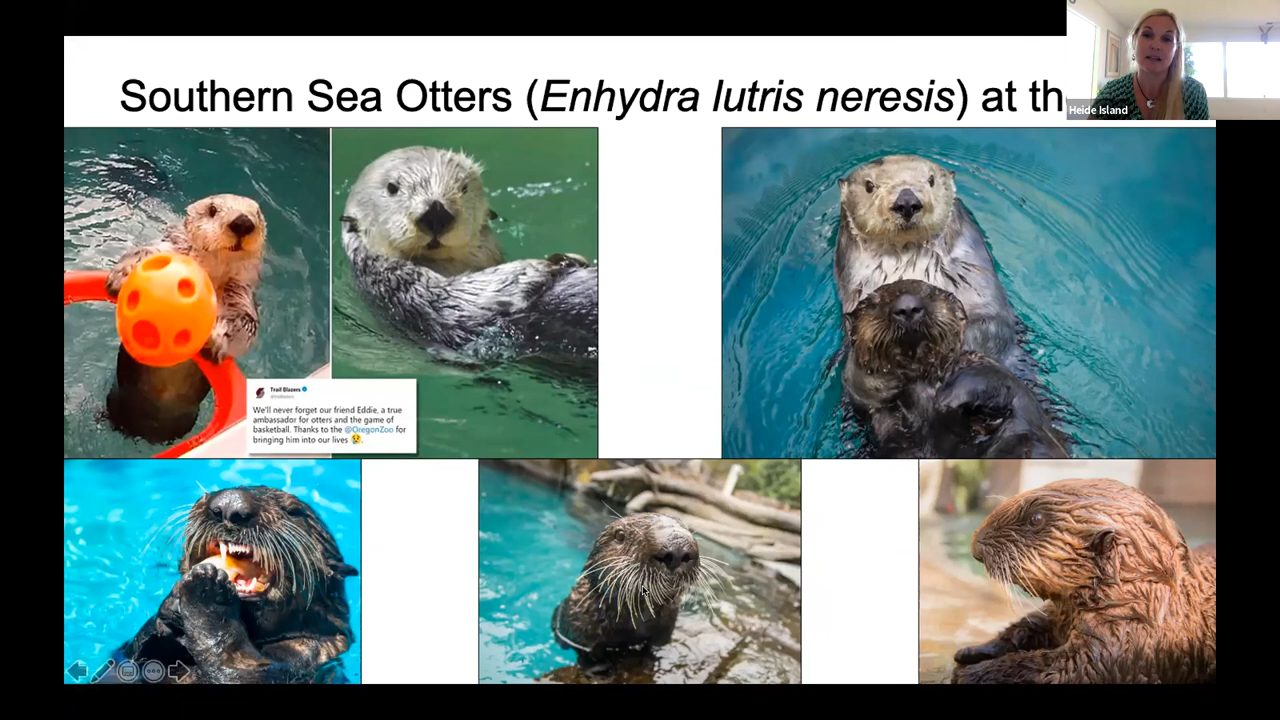 Southern Sea Otters (Enhydra lutris neresis) at th
Heide Island
Trail Blazers
We'll never forget our friend Eddie, a true
ambassador for otters and the game of
basketball. Thanks to the @OregonZoo for
bringing him into our lives 😢.